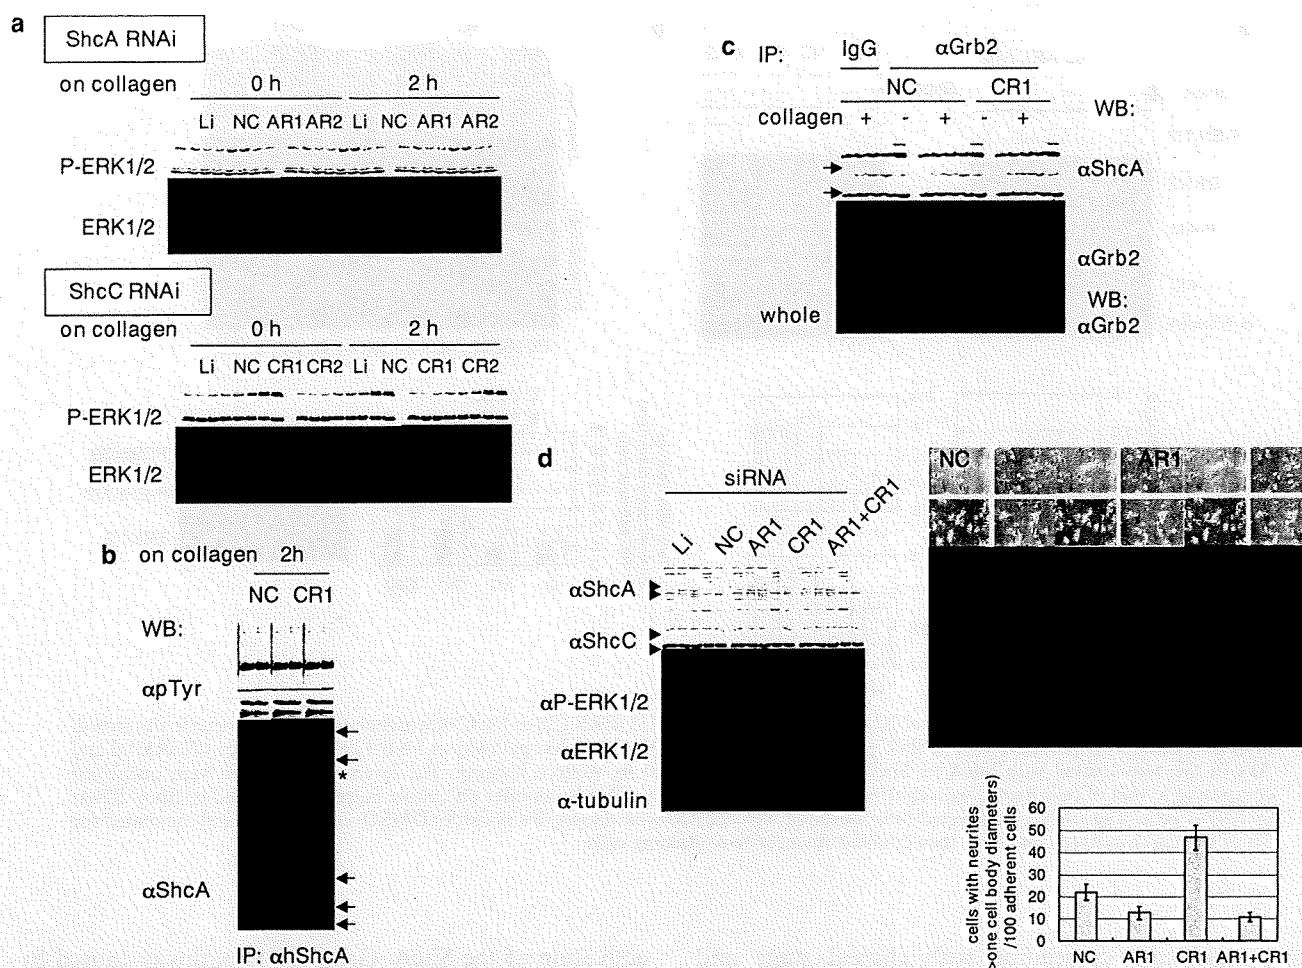 a
ShcA RNAi
on collagen 0 h 2 h
Li NC AR1 AR2 Li NC AR1 AR2
P-ERK1/2
ERK1/2
ShcC RNAi
on collagen 0 h 2 h
Li NC CR1 CR2 Li NC CR1 CR2
P-ERK1/2
ERK1/2
b on collagen 2h
NC CR1
WB:
αpTyr
*
αShcA
IP: αhShcA
c IP: IgG αGrb2
NC CR1
collagen + - + - + WB:
αShcA
αGrb2
whole
WB:
αGrb2
d
siRNA
Li NC AR1 CR1 AR1+CR1
αShcA
αShcC
αP-ERK1/2
αERK1/2
α-tubulin
NC AR1
cells with neurites
>one cell body diameters)
/100 adherent cells
60
50
40
30
20
10
0
NC AR1 CR1 AR1+CR1